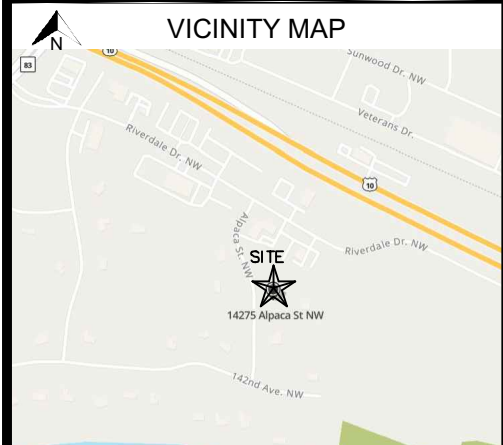 VICINITY MAP
N
10
83
Sunwood Dr. NW
Veterans Dr.
Riverdale Dr. NW
10
Alpaca St. NW
Riverdale Dr. NW
SITE
14275 Alpaca St NW
142nd Ave. NW